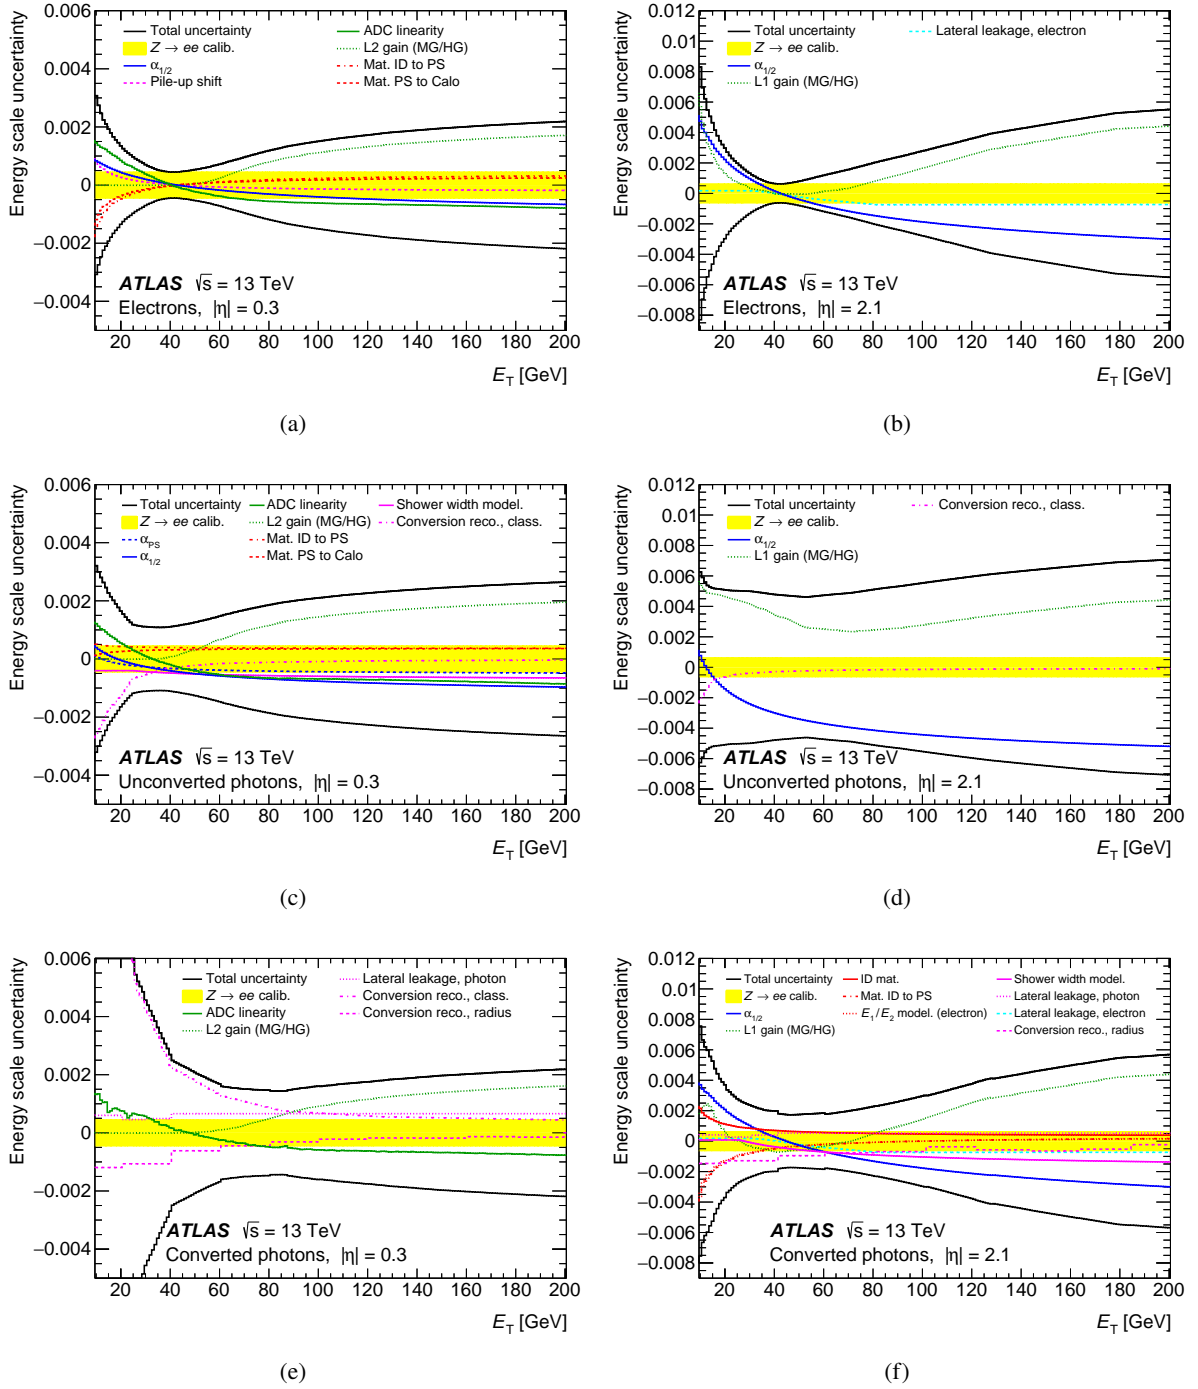 0.006
0.004
0.002
0
−0.002
−0.004
Energy scale uncertainty
Total uncertainty
Z → ee calib.
α1/2
Pile-up shift
ADC linearity
L2 gain (MG/HG)
Mat. ID to PS
Mat. PS to Calo
ATLAS √s = 13 TeV
Electrons, |η| = 0.3
20 40 60 80 100 120 140 160 180 200
ET [GeV]
(a)
0.012
0.01
0.008
0.006
0.004
0.002
0
−0.002
−0.004
−0.006
−0.008
Energy scale uncertainty
Total uncertainty
Z → ee calib.
α1/2
L1 gain (MG/HG)
Lateral leakage, electron
ATLAS √s = 13 TeV
Electrons, |η| = 2.1
20 40 60 80 100 120 140 160 180 200
ET [GeV]
(b)
0.006
0.004
0.002
0
−0.002
−0.004
Energy scale uncertainty
Total uncertainty
Z → ee calib.
αPS
α1/2
ADC linearity
L2 gain (MG/HG)
Mat. ID to PS
Mat. PS to Calo
Shower width model.
Conversion reco., class.
ATLAS √s = 13 TeV
Unconverted photons, |η| = 0.3
20 40 60 80 100 120 140 160 180 200
ET [GeV]
(c)
0.012
0.01
0.008
0.006
0.004
0.002
0
−0.002
−0.004
−0.006
−0.008
Energy scale uncertainty
Total uncertainty
Z → ee calib.
α1/2
L1 gain (MG/HG)
Conversion reco., class.
ATLAS √s = 13 TeV
Unconverted photons, |η| = 2.1
20 40 60 80 100 120 140 160 180 200
ET [GeV]
(d)
0.006
0.004
0.002
0
−0.002
−0.004
Energy scale uncertainty
Total uncertainty
Z → ee calib.
ADC linearity
L2 gain (MG/HG)
Lateral leakage, photon
Conversion reco., class.
Conversion reco., radius
ATLAS √s = 13 TeV
Converted photons, |η| = 0.3
20 40 60 80 100 120 140 160 180 200
ET [GeV]
(e)
0.012
0.01
0.008
0.006
0.004
0.002
0
−0.002
−0.004
−0.006
−0.008
Energy scale uncertainty
Total uncertainty
Z → ee calib.
α1/2
L1 gain (MG/HG)
ID mat.
Mat. ID to PS
E1/E2 model. (electron)
Shower width model.
Lateral leakage, photon
Lateral leakage, electron
Conversion reco., radius
ATLAS √s = 13 TeV
Converted photons, |η| = 2.1
20 40 60 80 100 120 140 160 180 200
ET [GeV]
(f)